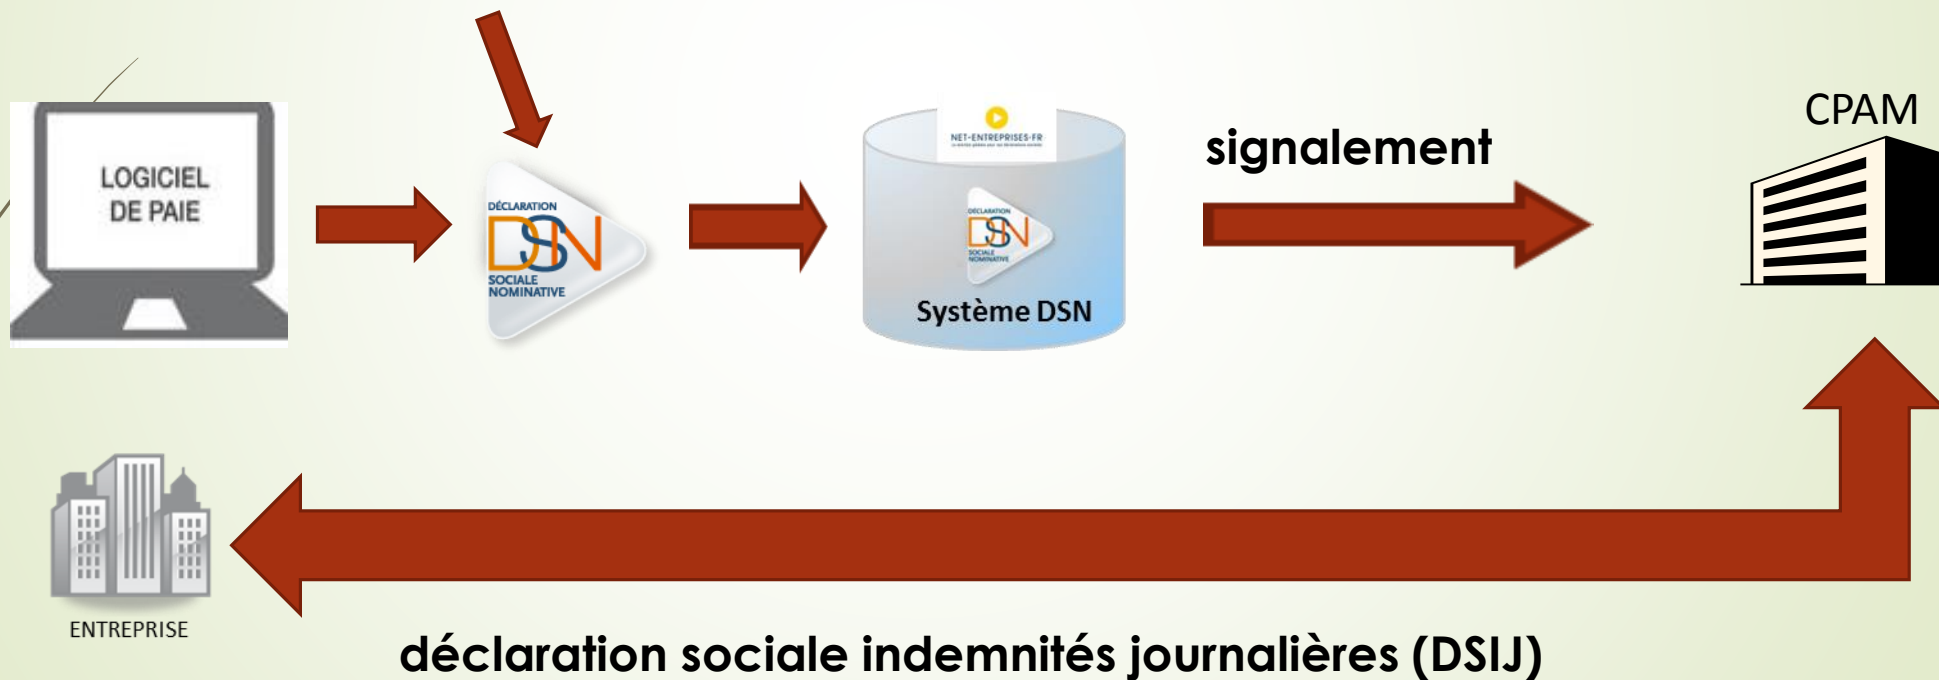 LOGICIEL
DE PAIE
DÉCLARATION
DSN
SOCIALE
NOMINATIVE
NET-ENTREPRISES·FR
DÉCLARATION
DSN
SOCIALE
NOMINATIVE
Système DSN
signalement
CPAM
ENTREPRISE
déclaration sociale indemnités journalières (DSIJ)